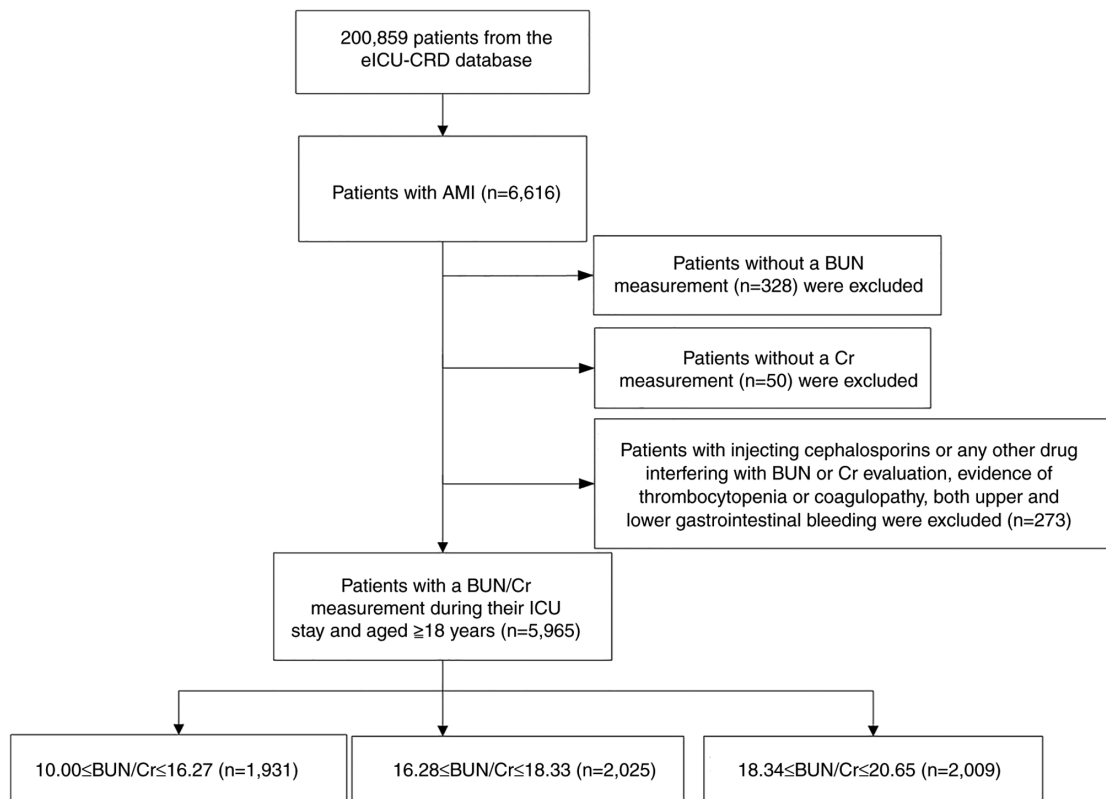 200,859 patients from the
eICU-CRD database
Patients with AMI (n=6,616)
Patients without a BUN
measurement (n=328) were excluded
Patients without a Cr
measurement (n=50) were excluded
Patients with injecting cephalosporins or any other drug
interfering with BUN or Cr evaluation, evidence of
thrombocytopenia or coagulopathy, both upper and
lower gastrointestinal bleeding were excluded (n=273)
Patients with a BUN/Cr
measurement during their ICU
stay and aged ≧18 years (n=5,965)
10.00≤BUN/Cr≤16.27 (n=1,931)
16.28≤BUN/Cr≤18.33 (n=2,025)
18.34≤BUN/Cr≤20.65 (n=2,009)